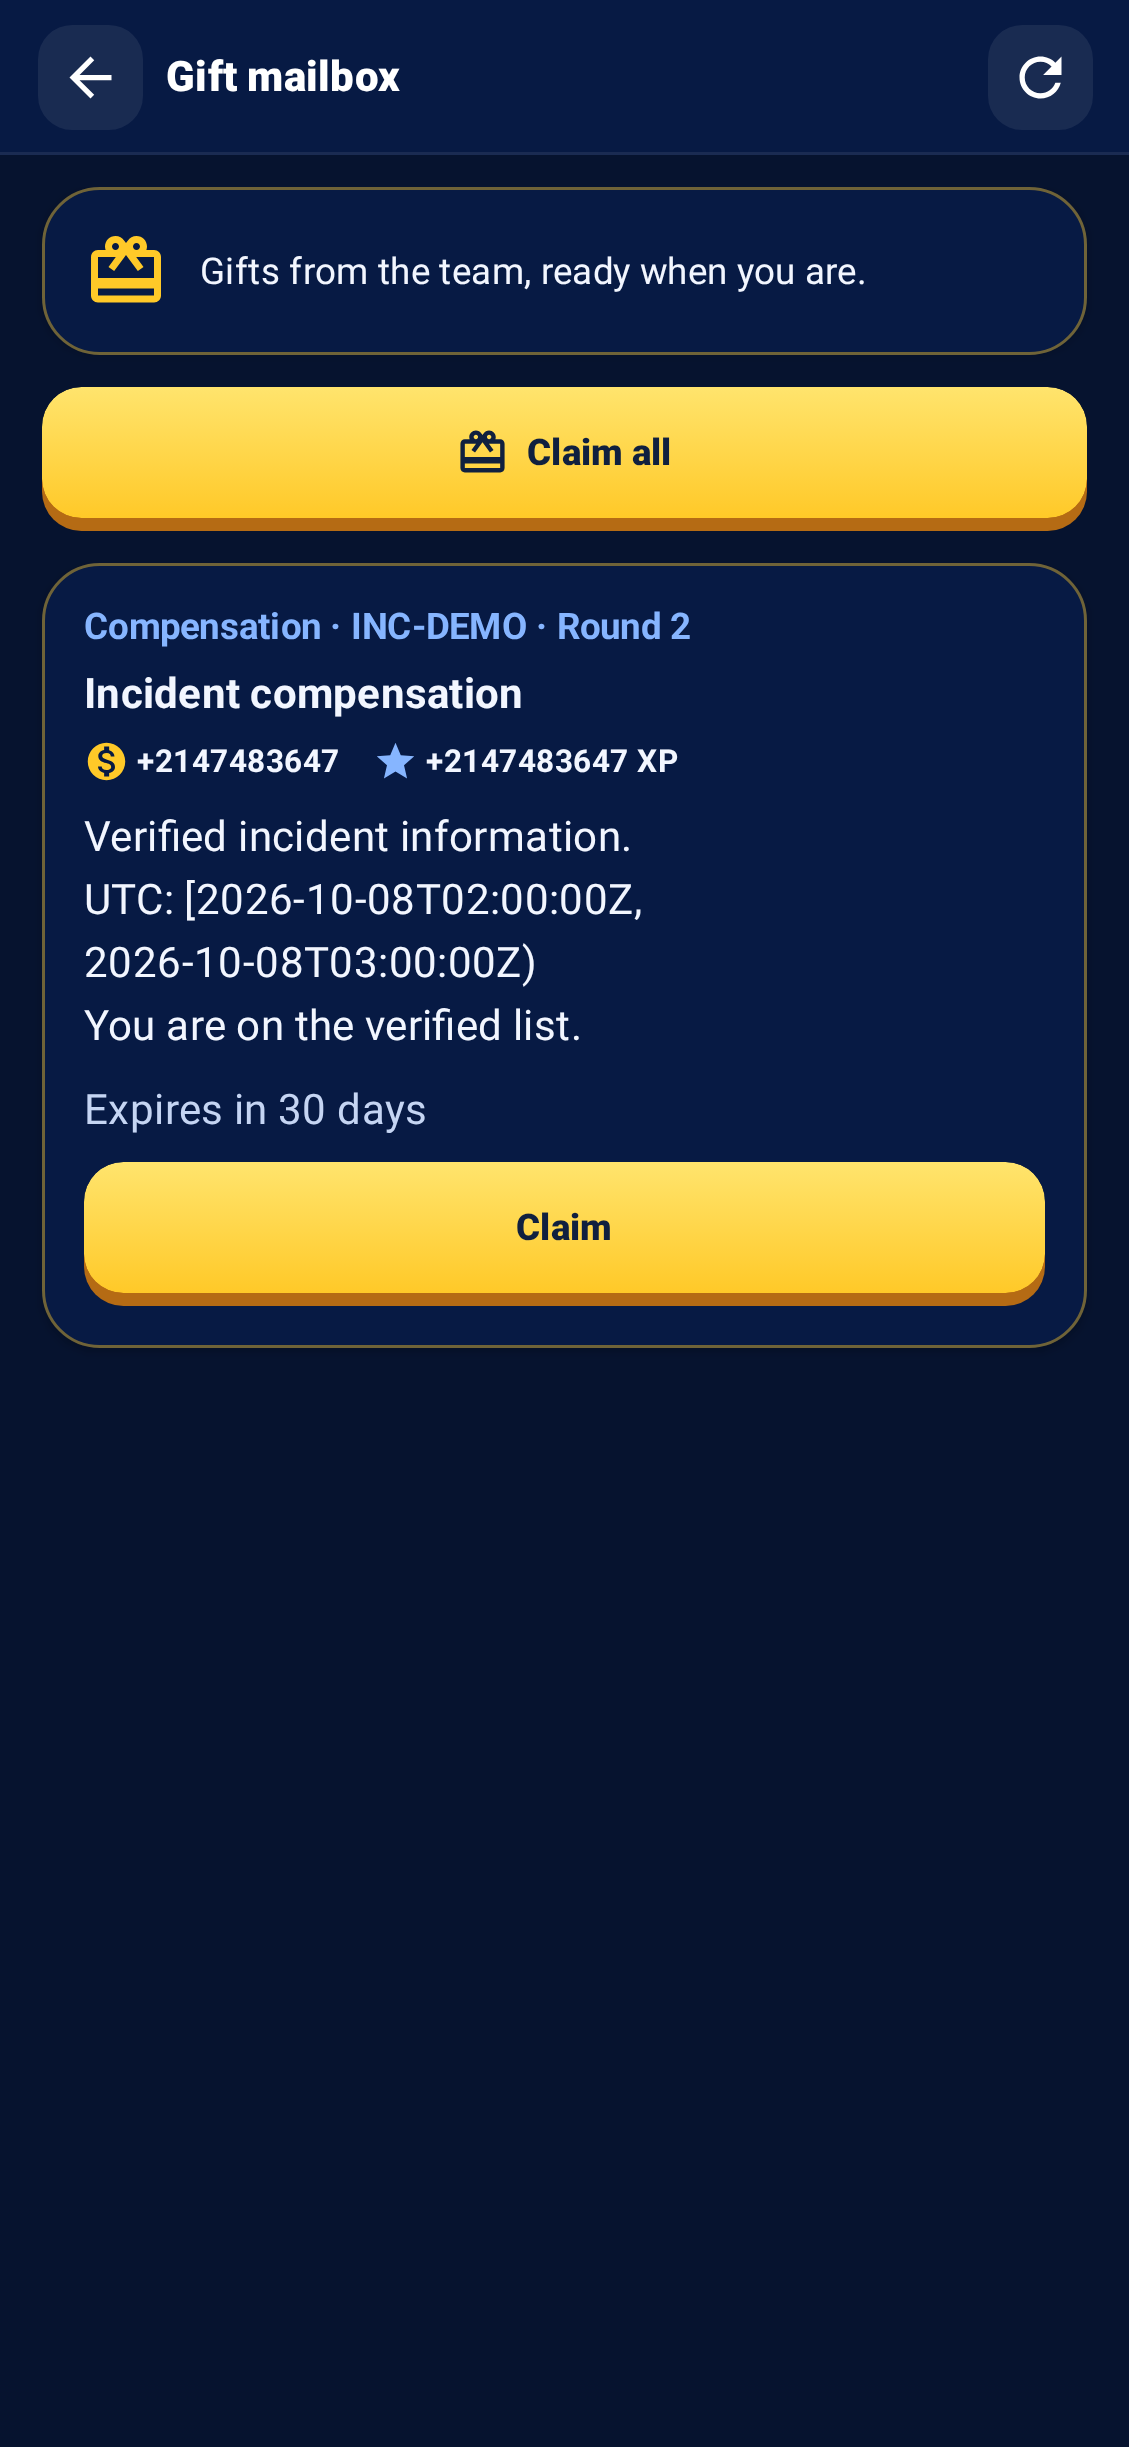 Gift mailbox
Gifts from the team, ready when you are.
Claim all
Compensation · INC-DEMO · Round 2
Incident compensation
+2147483647 +2147483647 XP
Verified incident information.
UTC: [2026-10-08T02:00:00Z,
2026-10-08T03:00:00Z)
You are on the verified list.
Expires in 30 days
Claim